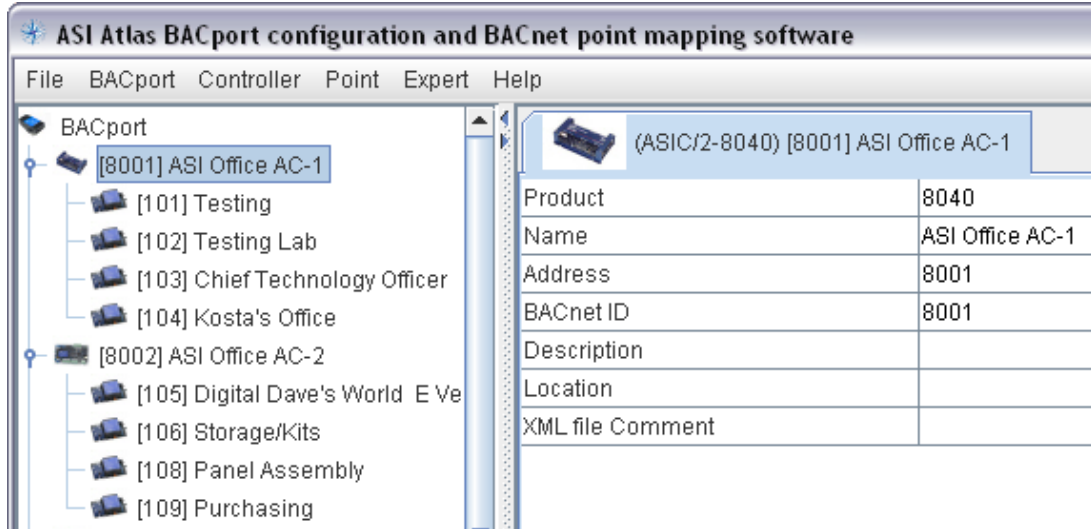 ASI Atlas BACport configuration and BACnet point mapping software
File BACport Controller Point Expert Help
BACport
[8001] ASI Office AC-1
[101] Testing
[102] Testing Lab
[103] Chief Technology Officer
[104] Kosta's Office
[8002] ASI Office AC-2
[105] Digital Dave's World E Ve
[106] Storage/Kits
[108] Panel Assembly
[109] Purchasing
(ASIC/2-8040) [8001] ASI Office AC-1
Product 8040
Name ASI Office AC-1
Address 8001
BACnet ID 8001
Description
Location
XML file Comment